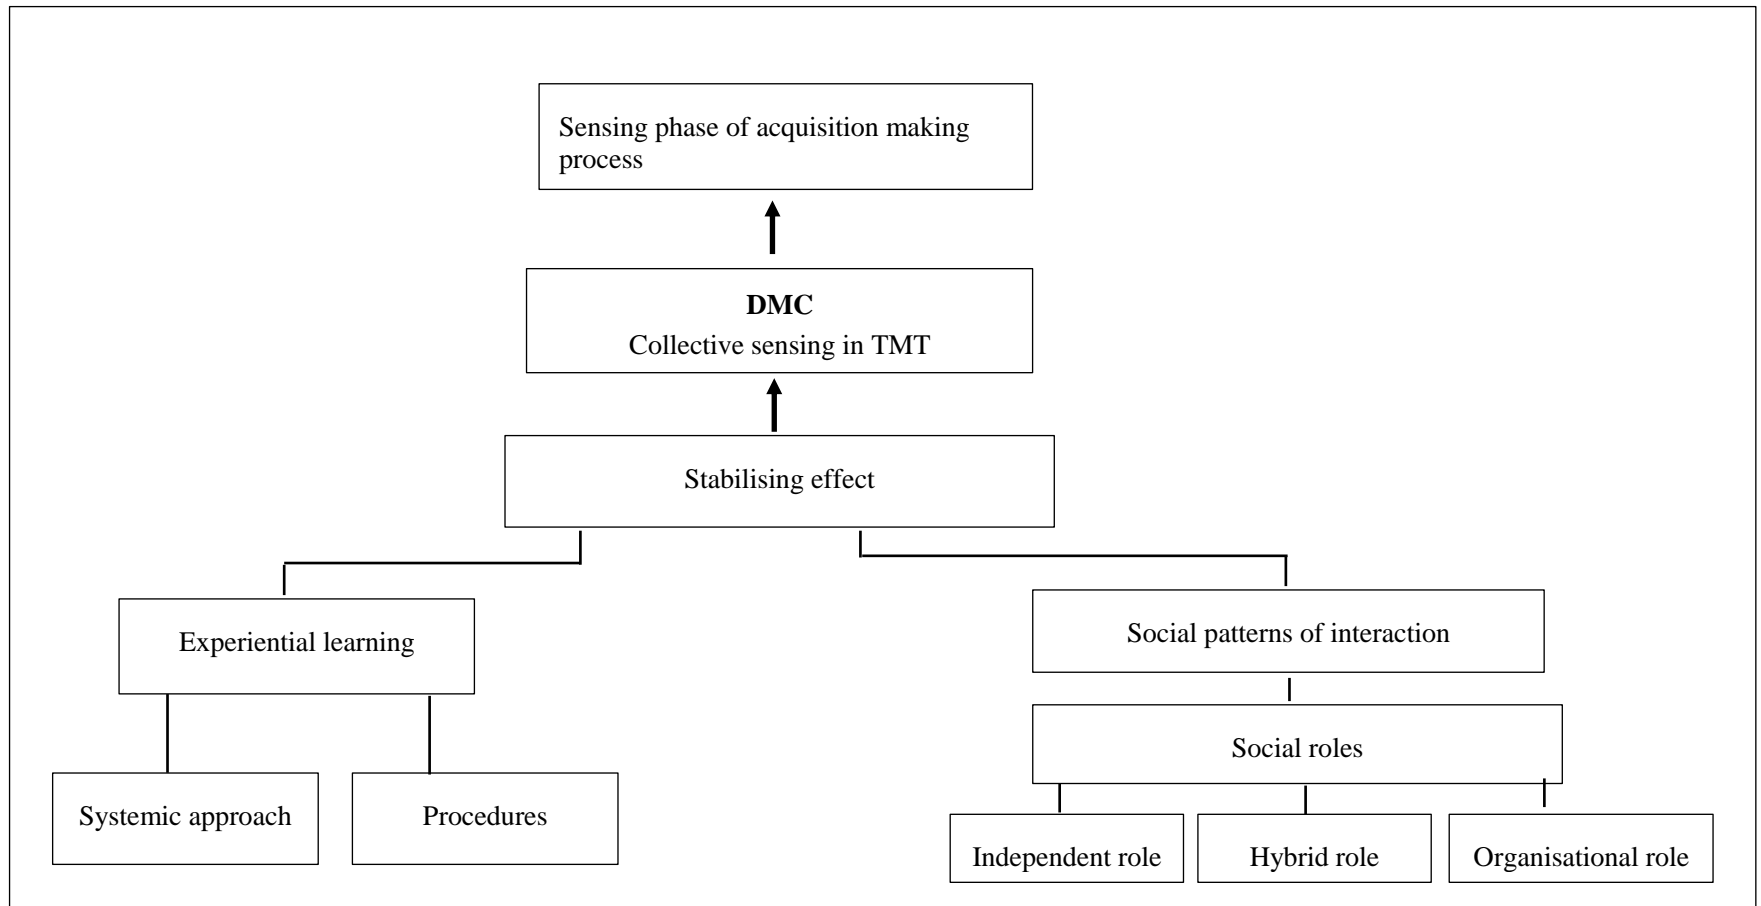 Sensing phase of acquisition making
process
DMC
Collective sensing in TMT
Stabilising effect
Experiential learning
Social patterns of interaction
Social roles
Systemic approach
Procedures
Independent role
Hybrid role
Organisational role